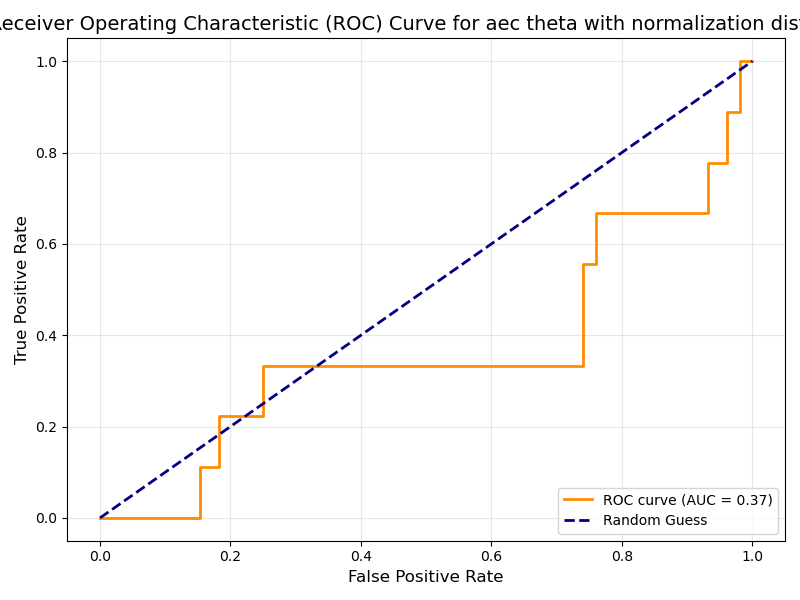 eceiver Operating Characteristic (ROC) Curve for aec theta with normalization dis
1.0
0.8
0.6
0.4
0.2
0.0
True Positive Rate
0.0 0.2 0.4 0.6 0.8 1.0
False Positive Rate
ROC curve (AUC = 0.37)
Random Guess